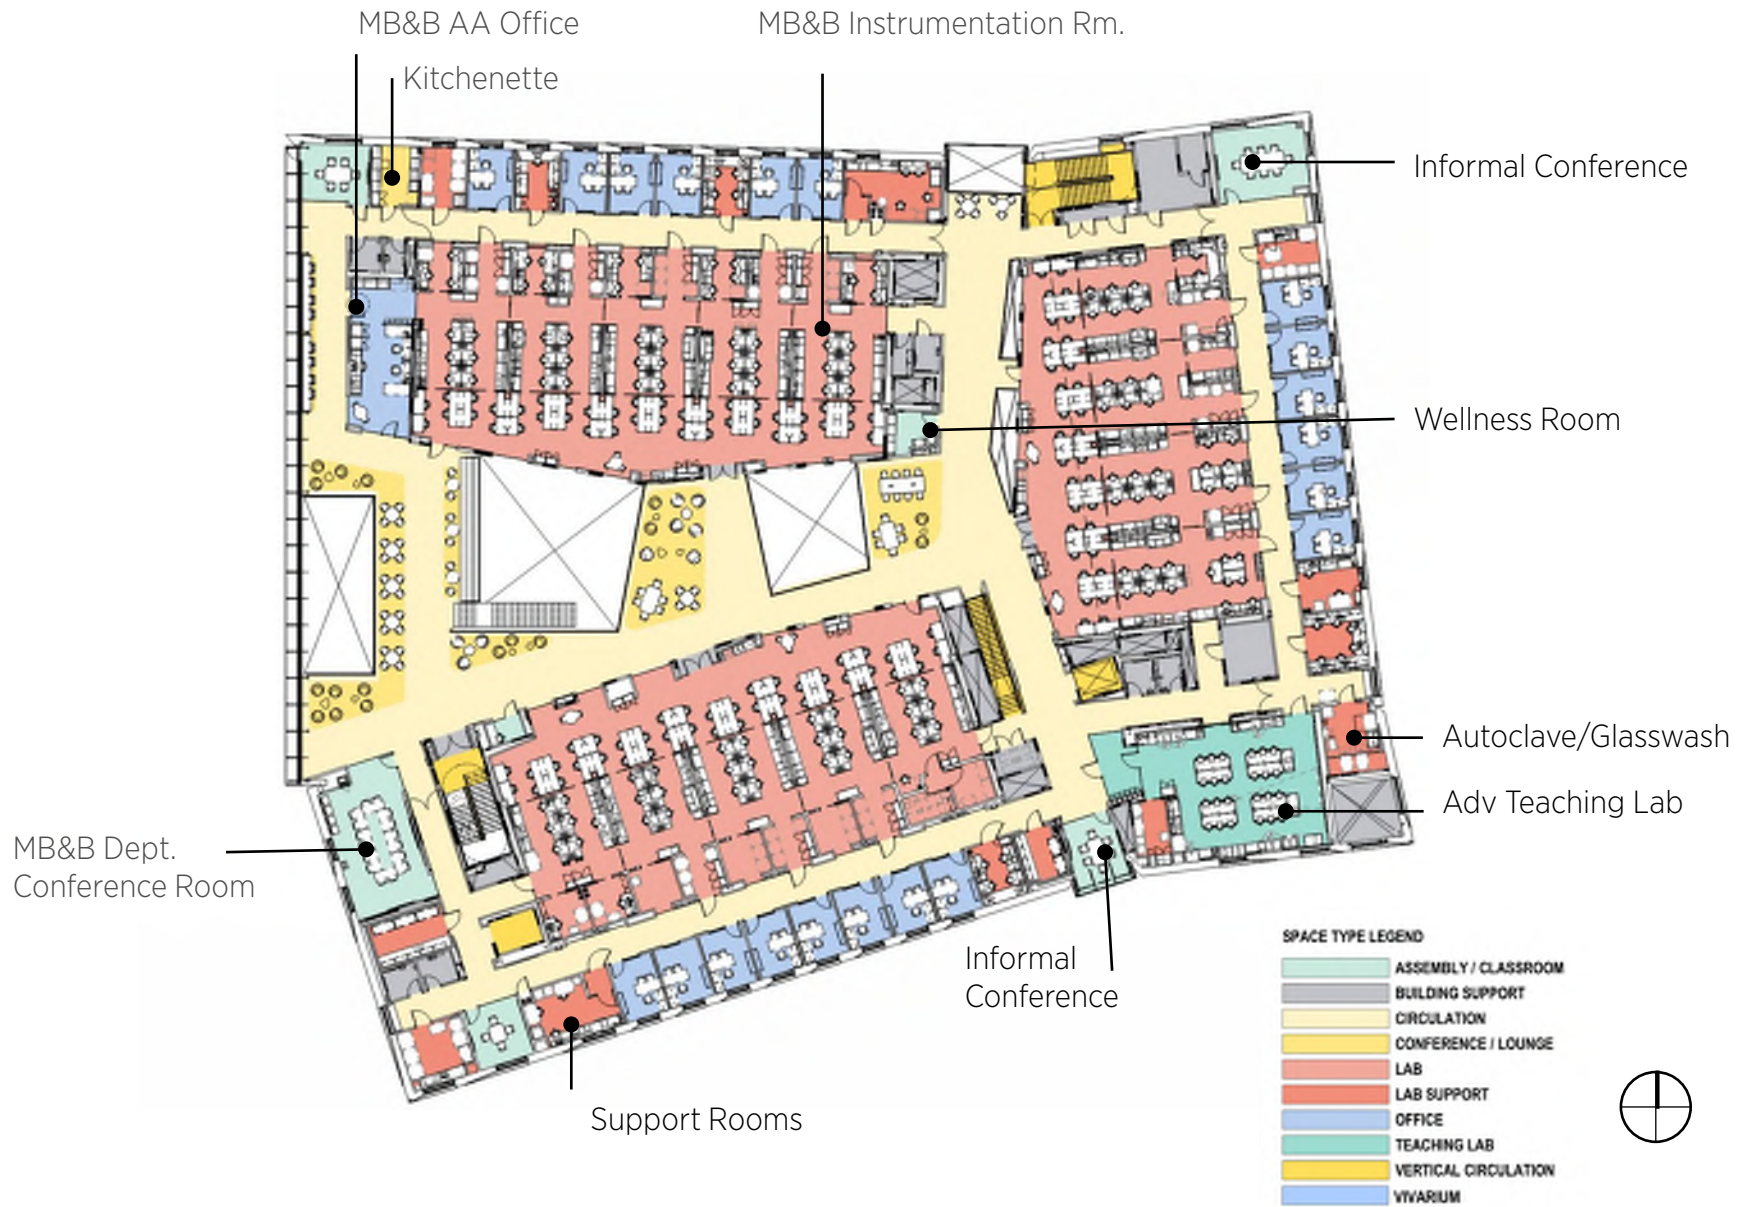 MB&B AA Office
MB&B Instrumentation Rm.
Kitchenette
Informal Conference
Wellness Room
Autoclave/Glasswash
Adv Teaching Lab
MB&B Dept.
Conference Room
Informal
Conference
Support Rooms
SPACE TYPE LEGEND
ASSEMBLY / CLASSROOM
BUILDING SUPPORT
CIRCULATION
CONFERENCE / LOUNGE
LAB
LAB SUPPORT
OFFICE
TEACHING LAB
VERTICAL CIRCULATION
VIVARIUM